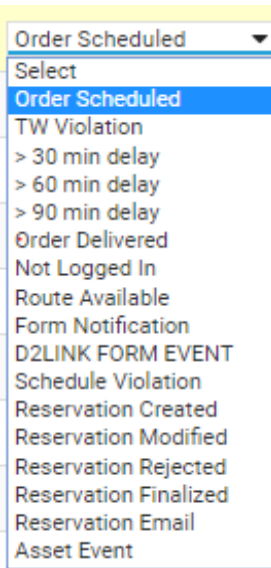 Order Scheduled
Select
Order Scheduled
TW Violation
> 30 min delay
> 60 min delay
> 90 min delay
Order Delivered
Not Logged In
Route Available
Form Notification
D2LINK FORM EVENT
Schedule Violation
Reservation Created
Reservation Modified
Reservation Rejected
Reservation Finalized
Reservation Email
Asset Event